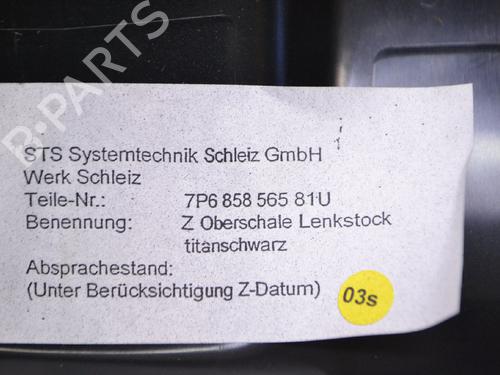 B-PARTS
STS Systemtechnik Schleiz GmbH
Werk Schleiz
Teile-Nr.: 7P6 858 565 81U
Benennung: Z Oberschale Lenkstock
titanschwarz
Absprachestand:
(Unter Berücksichtigung Z-Datum)
03s